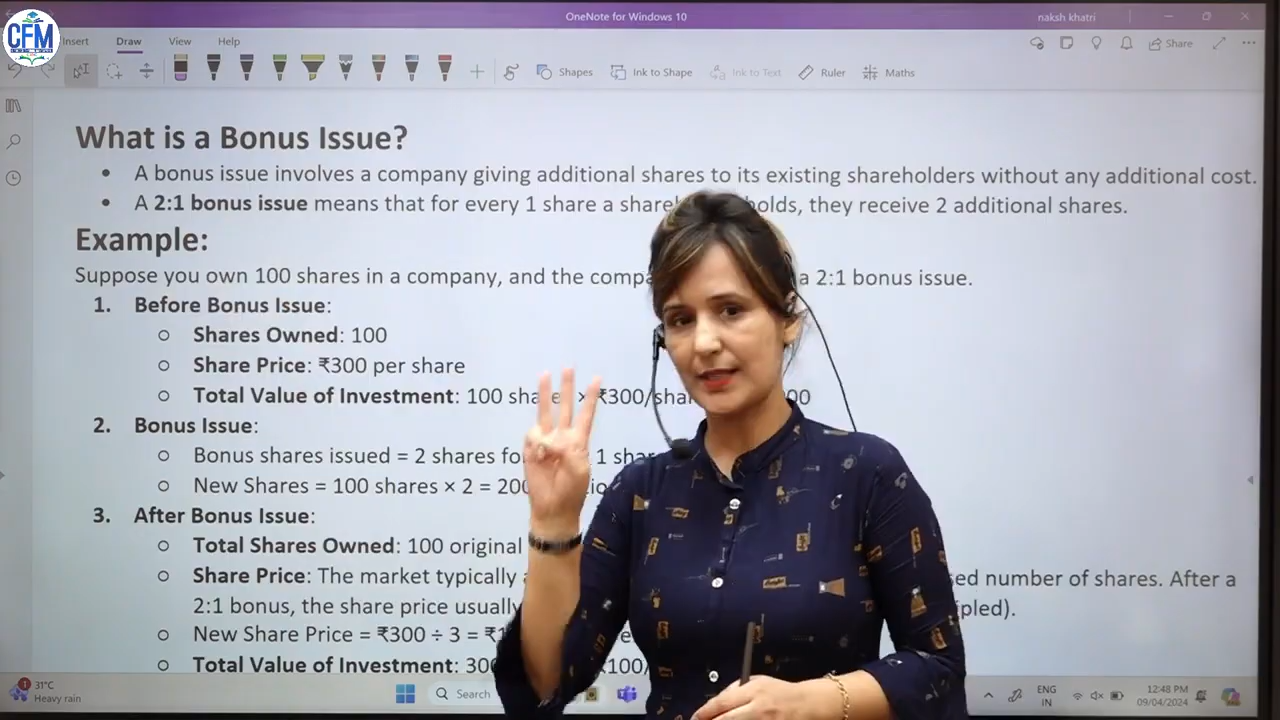 CFM
OneNote for Windows 10
naksh khatri
Insert Draw View Help
Share
Shapes Ink to Shape Ink to Text Ruler Maths
What is a Bonus Issue?
• A bonus issue involves a company giving additional shares to its existing shareholders without any additional cost.
• A 2:1 bonus issue means that for every 1 share a shareh holds, they receive 2 additional shares.
Example:
Suppose you own 100 shares in a company, and the compa a 2:1 bonus issue.
1. Before Bonus Issue:
○ Shares Owned: 100
○ Share Price: ₹300 per share
○ Total Value of Investment: 100 shares × ₹300/shar 00
2. Bonus Issue:
○ Bonus shares issued = 2 shares fo 1 shar
○ New Shares = 100 shares × 2 = 200
3. After Bonus Issue:
○ Total Shares Owned: 100 original
○ Share Price: The market typically ed number of shares. After a
2:1 bonus, the share price usually ipled).
○ New Share Price = ₹300 ÷ 3 = ₹1
○ Total Value of Investment: 300 ₹100/
1
31°C
Heavy rain
Search
ENG
IN
12:48 PM
09/04/2024